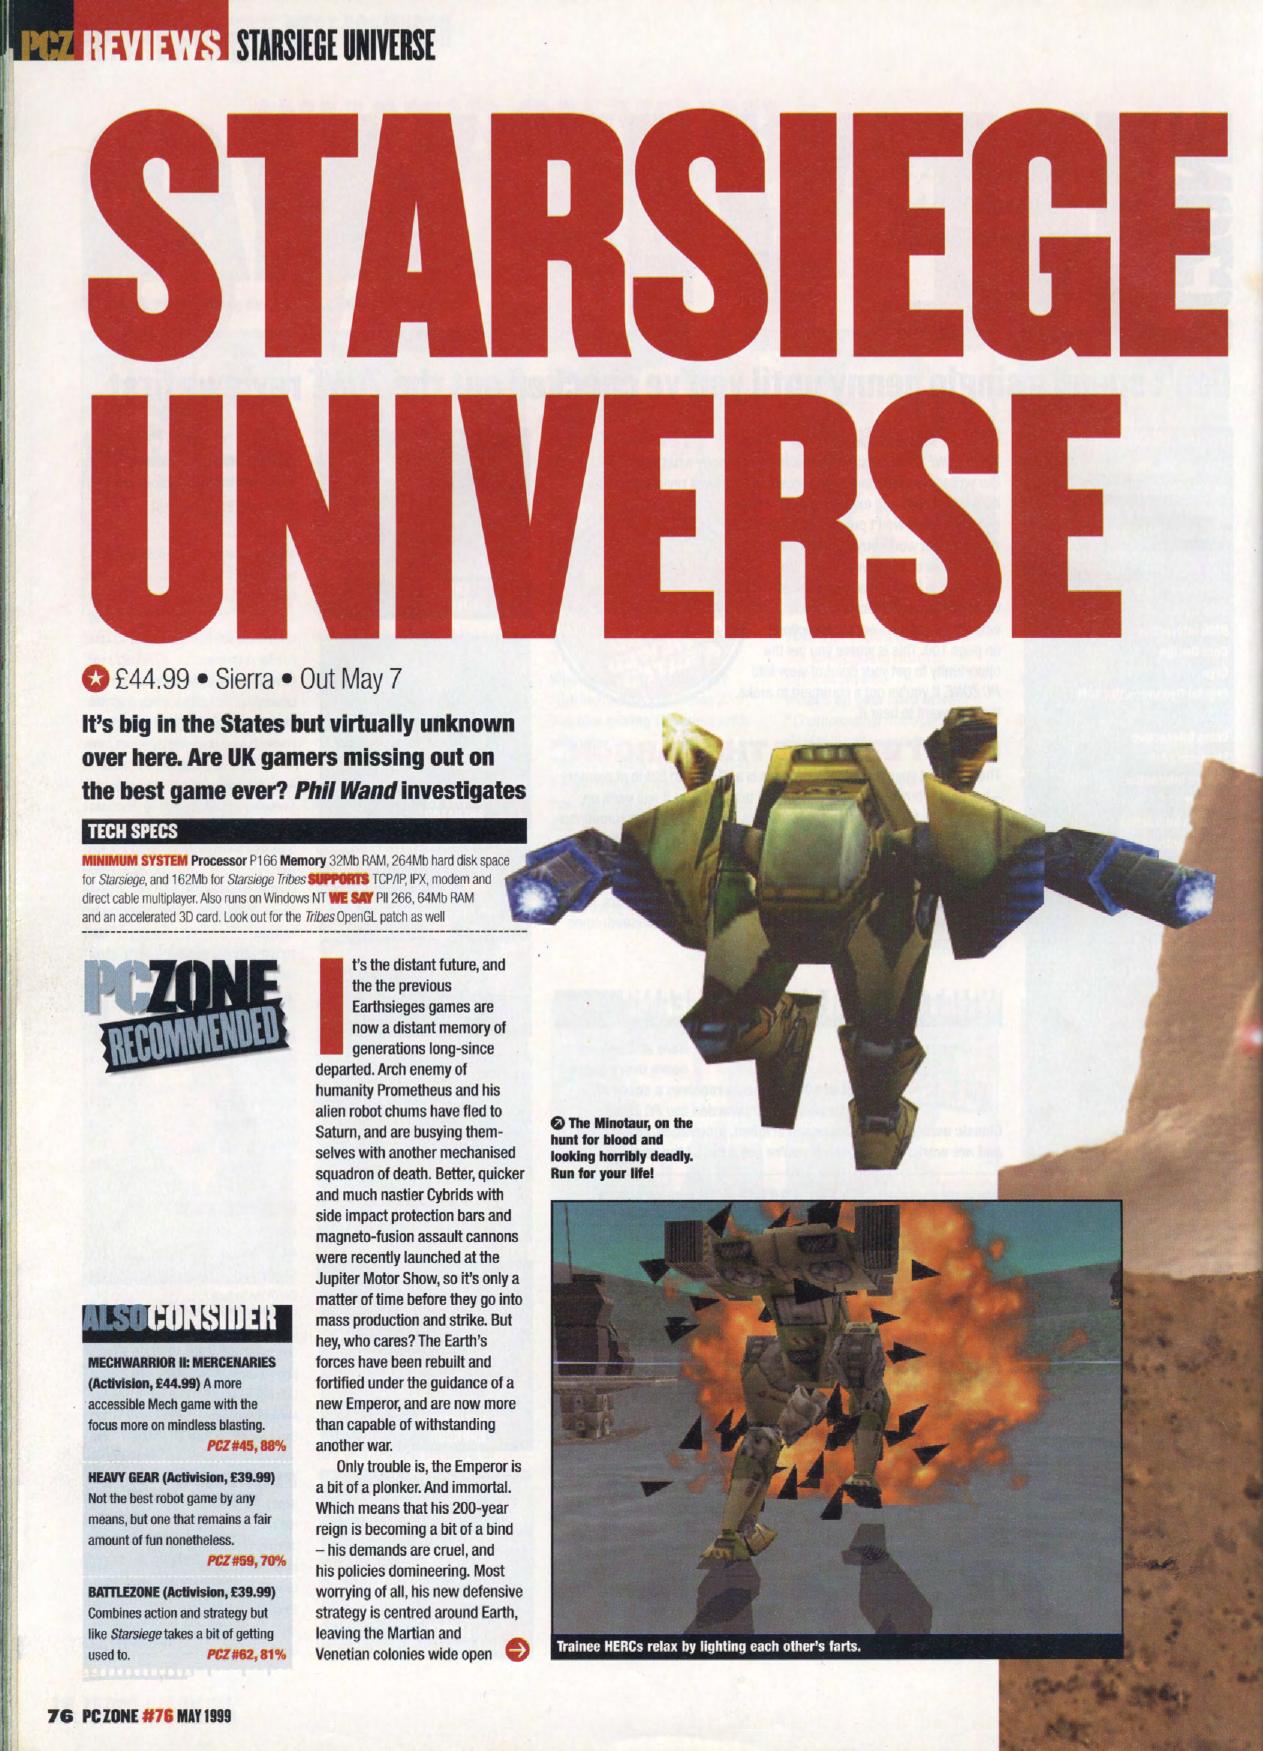 PCZ REVIEWS STARSIEGE UNIVERSE
STARSIEGE
UNIVERSE
£44.99 • Sierra • Out May 7
It's big in the States but virtually unknown
over here. Are UK gamers missing out on
the best game ever? Phil Wand investigates
TECH SPECS
MINIMUM SYSTEM Processor P166 Memory 32Mb RAM, 264Mb hard disk space
for Starsiege, and 162Mb for Starsiege Tribes SUPPORTS TCP/IP, IPX, modem and
direct cable multiplayer. Also runs on Windows NT WE SAY PII 266, 64Mb RAM
and an accelerated 3D card. Look out for the Tribes OpenGL patch as well
PCZONE
RECOMMENDED
ALSO CONSIDER
MECHWARRIOR II: MERCENARIES
(Activision, £44.99) A more
accessible Mech game with the
focus more on mindless blasting.
PCZ #45, 88%
HEAVY GEAR (Activision, £39.99)
Not the best robot game by any
means, but one that remains a fair
amount of fun nonetheless.
PCZ #59, 70%
BATTLEZONE (Activision, £39.99)
Combines action and strategy but
like Starsiege takes a bit of getting
used to. PCZ #62, 81%
It's the distant future, and
the the previous
Earthsieges games are
now a distant memory of
generations long-since
departed. Arch enemy of
humanity Prometheus and his
alien robot chums have fled to
Saturn, and are busying them-
selves with another mechanised
squadron of death. Better, quicker
and much nastier Cybrids with
side impact protection bars and
magneto-fusion assault cannons
were recently launched at the
Jupiter Motor Show, so it's only a
matter of time before they go into
mass production and strike. But
hey, who cares? The Earth's
forces have been rebuilt and
fortified under the guidance of a
new Emperor, and are now more
than capable of withstanding
another war.
Only trouble is, the Emperor is
a bit of a plonker. And immortal.
Which means that his 200-year
reign is becoming a bit of a bind
– his demands are cruel, and
his policies domineering. Most
worrying of all, his new defensive
strategy is centred around Earth,
leaving the Martian and
Venetian colonies wide open
The Minotaur, on the
hunt for blood and
looking horribly deadly.
Run for your life!
Trainee HERCs relax by lighting each other's farts.
76 PC ZONE #76 MAY 1999